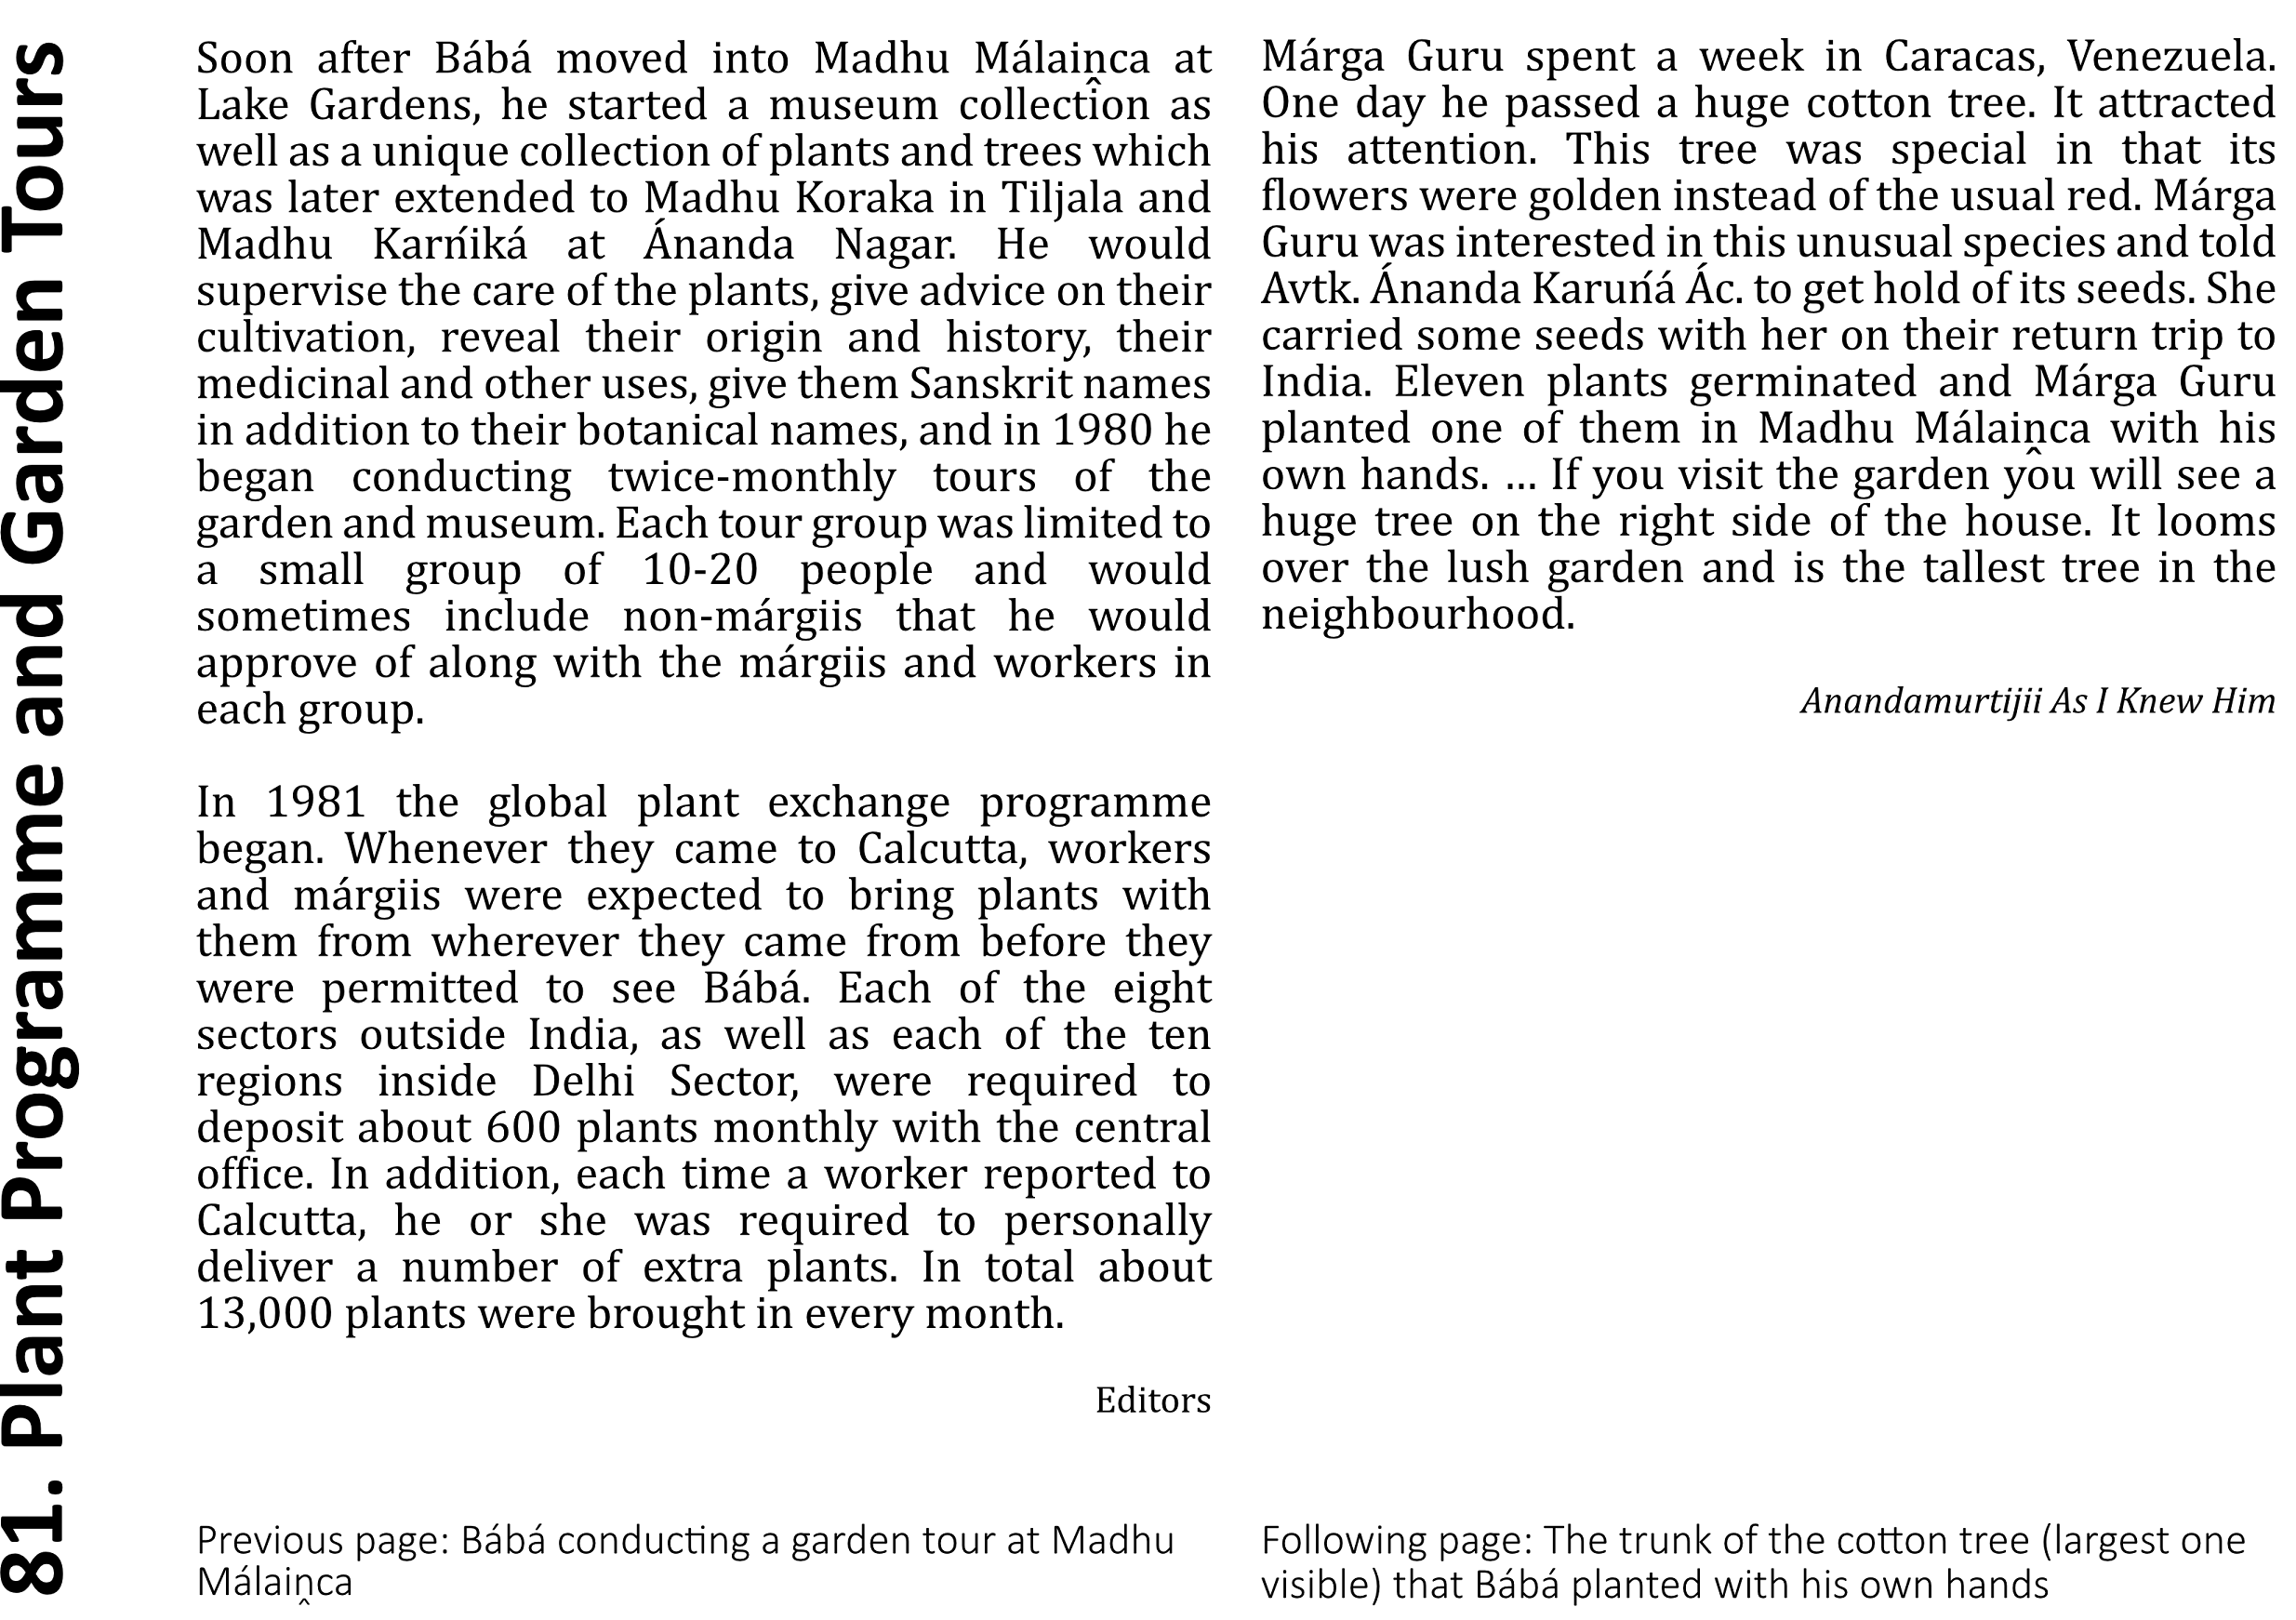 81. Plant Programme and Garden Tours
Soon after Bábá moved into Madhu Málaiṋca at
Lake Gardens, he started a museum collection as
well as a unique collection of plants and trees which
was later extended to Madhu Koraka in Tiljala and
Madhu Karńiká at Ánanda Nagar. He would
supervise the care of the plants, give advice on their
cultivation, reveal their origin and history, their
medicinal and other uses, give them Sanskrit names
in addition to their botanical names, and in 1980 he
began conducting twice-monthly tours of the
garden and museum. Each tour group was limited to
a small group of 10-20 people and would
sometimes include non-márgiis that he would
approve of along with the márgiis and workers in
each group.
In 1981 the global plant exchange programme
began. Whenever they came to Calcutta, workers
and márgiis were expected to bring plants with
them from wherever they came from before they
were permitted to see Bábá. Each of the eight
sectors outside India, as well as each of the ten
regions inside Delhi Sector, were required to
deposit about 600 plants monthly with the central
office. In addition, each time a worker reported to
Calcutta, he or she was required to personally
deliver a number of extra plants. In total about
13,000 plants were brought in every month.
Editors
Previous page: Bábá conducting a garden tour at Madhu
Málaiṋca
Márga Guru spent a week in Caracas, Venezuela.
One day he passed a huge cotton tree. It attracted
his attention. This tree was special in that its
flowers were golden instead of the usual red. Márga
Guru was interested in this unusual species and told
Avtk. Ánanda Karuńá Ác. to get hold of its seeds. She
carried some seeds with her on their return trip to
India. Eleven plants germinated and Márga Guru
planted one of them in Madhu Málaiṋca with his
own hands. ... If you visit the garden you will see a
huge tree on the right side of the house. It looms
over the lush garden and is the tallest tree in the
neighbourhood.
Anandamurtijii As I Knew Him
Following page: The trunk of the cotton tree (largest one
visible) that Bábá planted with his own hands